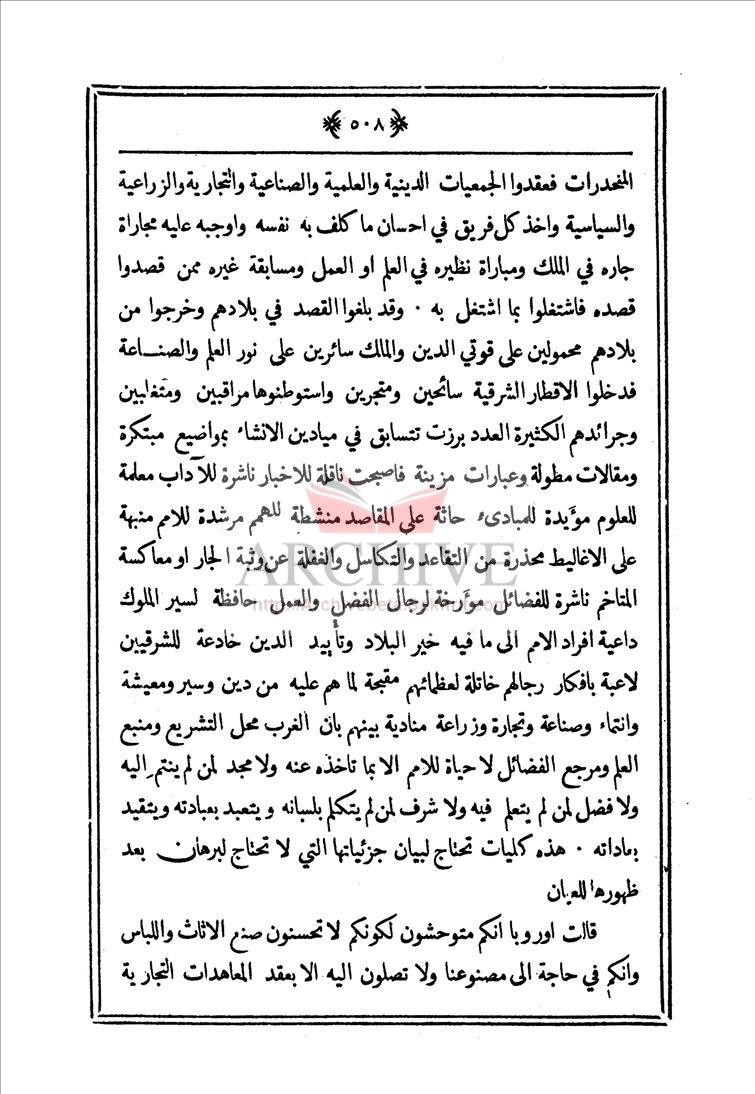 ٥٠٨
المنحدرات فعقدوا الجمعيات الدينية والعلمية والصناعية والتجارية والزراعية
والسياسية واخذ كل فريق في احسان ما كلف به نفسه واوجبه عليه مجاراة
جاره في الملك ومباراة نظيره في العلم او العمل ومسابقة غيره ممن قصدوا
قصده فاشتغلوا بما اشتغل به ٠ وقد بلغوا القصد في بلادهم وخرجوا من
بلادهم محمولين على قوتي الدين والملك سائرين على نور العلم والصنـاعة
فدخلوا الاقطار الشرقية سائحين ومتجرين واستوطنوها مراقبين ومتغلبين
وجرائدهم الكثيرة العدد برزت تتسابق في ميادين الانشاء بمواضيع مبتكرة
ومقالات مطولة وعبارات مزينة فاصبحت ناقلة للاخبار ناشرة للآداب معلمة
للعلوم مؤيدة للمبادىء حاثة على المقاصد منشطة للهمم مرشدة للامم منبهة
على الاغاليط محذرة من التقاعد والتكاسل والغفلة عن وثبة الجار او معاكسة
المتاخم ناشرة للفضائل مؤرخة لرجال الفضل والعمل حافظة لسير الملوك
داعية افراد الامم الى ما فيه خير البلاد وتأييد الدين خادعة للشرقيين
لاعبة بافكار رجالهم خاتلة لعظمائهم مقبحة لما هم عليه من دين وسير ومعيشة
وانتماء وصناعة وتجارة وزراعة منادية بينهم بان الغرب محل التشريع ومنبع
العلم ومرجع الفضائل لا حياة للامم الا بما تاخذه عنه ولا مجد لمن لم ينتم اليه
ولا فضل لمن لم يتعلم فيه ولا شرف لمن لم يتكلم بلسانه ويتعبد بعبادته ويتقيد
بعاداته ٠ هذه كليات تحتاج لبيان جزئياتها التي لا تحتاج لبرهان بعد
ظهورها للعيان
قالت اوروبا انكم متوحشون لكونكم لا تحسنون صنع الاثاث واللباس
وانكم في حاجة الى مصنوعنا ولا تصلون اليه الا بعقد المعاهدات التجارية
ARCHIVE